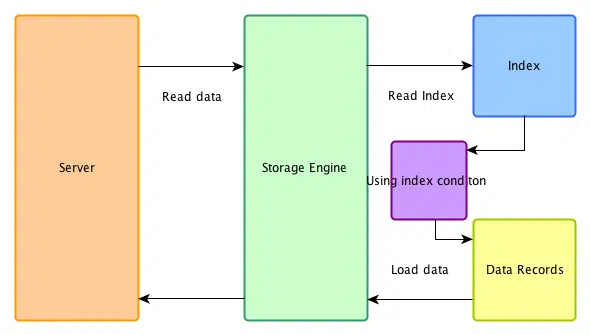 Server
Read data
Storage Engine
Read Index
Index
Using index conditon
Load data
Data Records